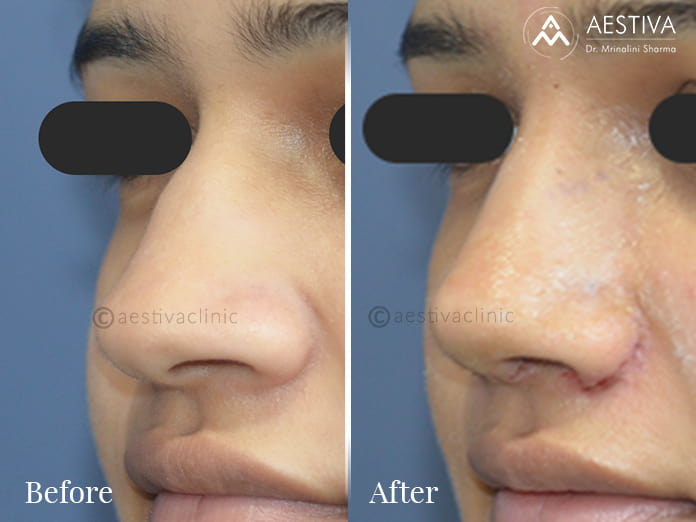 AESTIVA
Dr. Mrinalini Sharma
©aestivaclinic
©aestivaclinic
Before
After